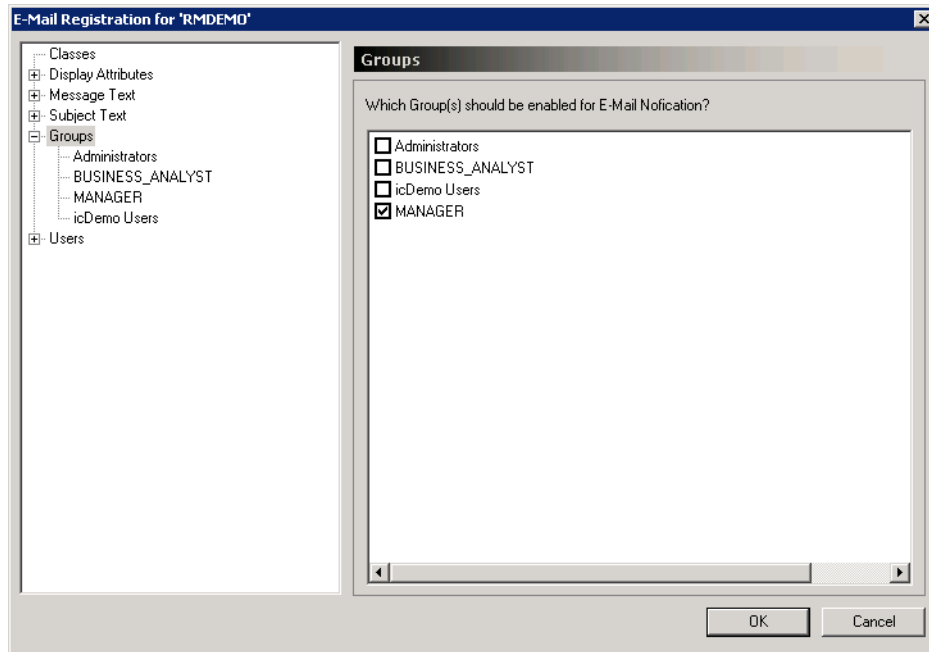 E-Mail Registration for 'RMDEMO'
Classes
Display Attributes
Message Text
Subject Text
Groups
Administrators
BUSINESS_ANALYST
MANAGER
icDemo Users
Users
Groups
Which Group(s) should be enabled for E-Mail Nofication?
Administrators
BUSINESS_ANALYST
icDemo Users
MANAGER
OK
Cancel